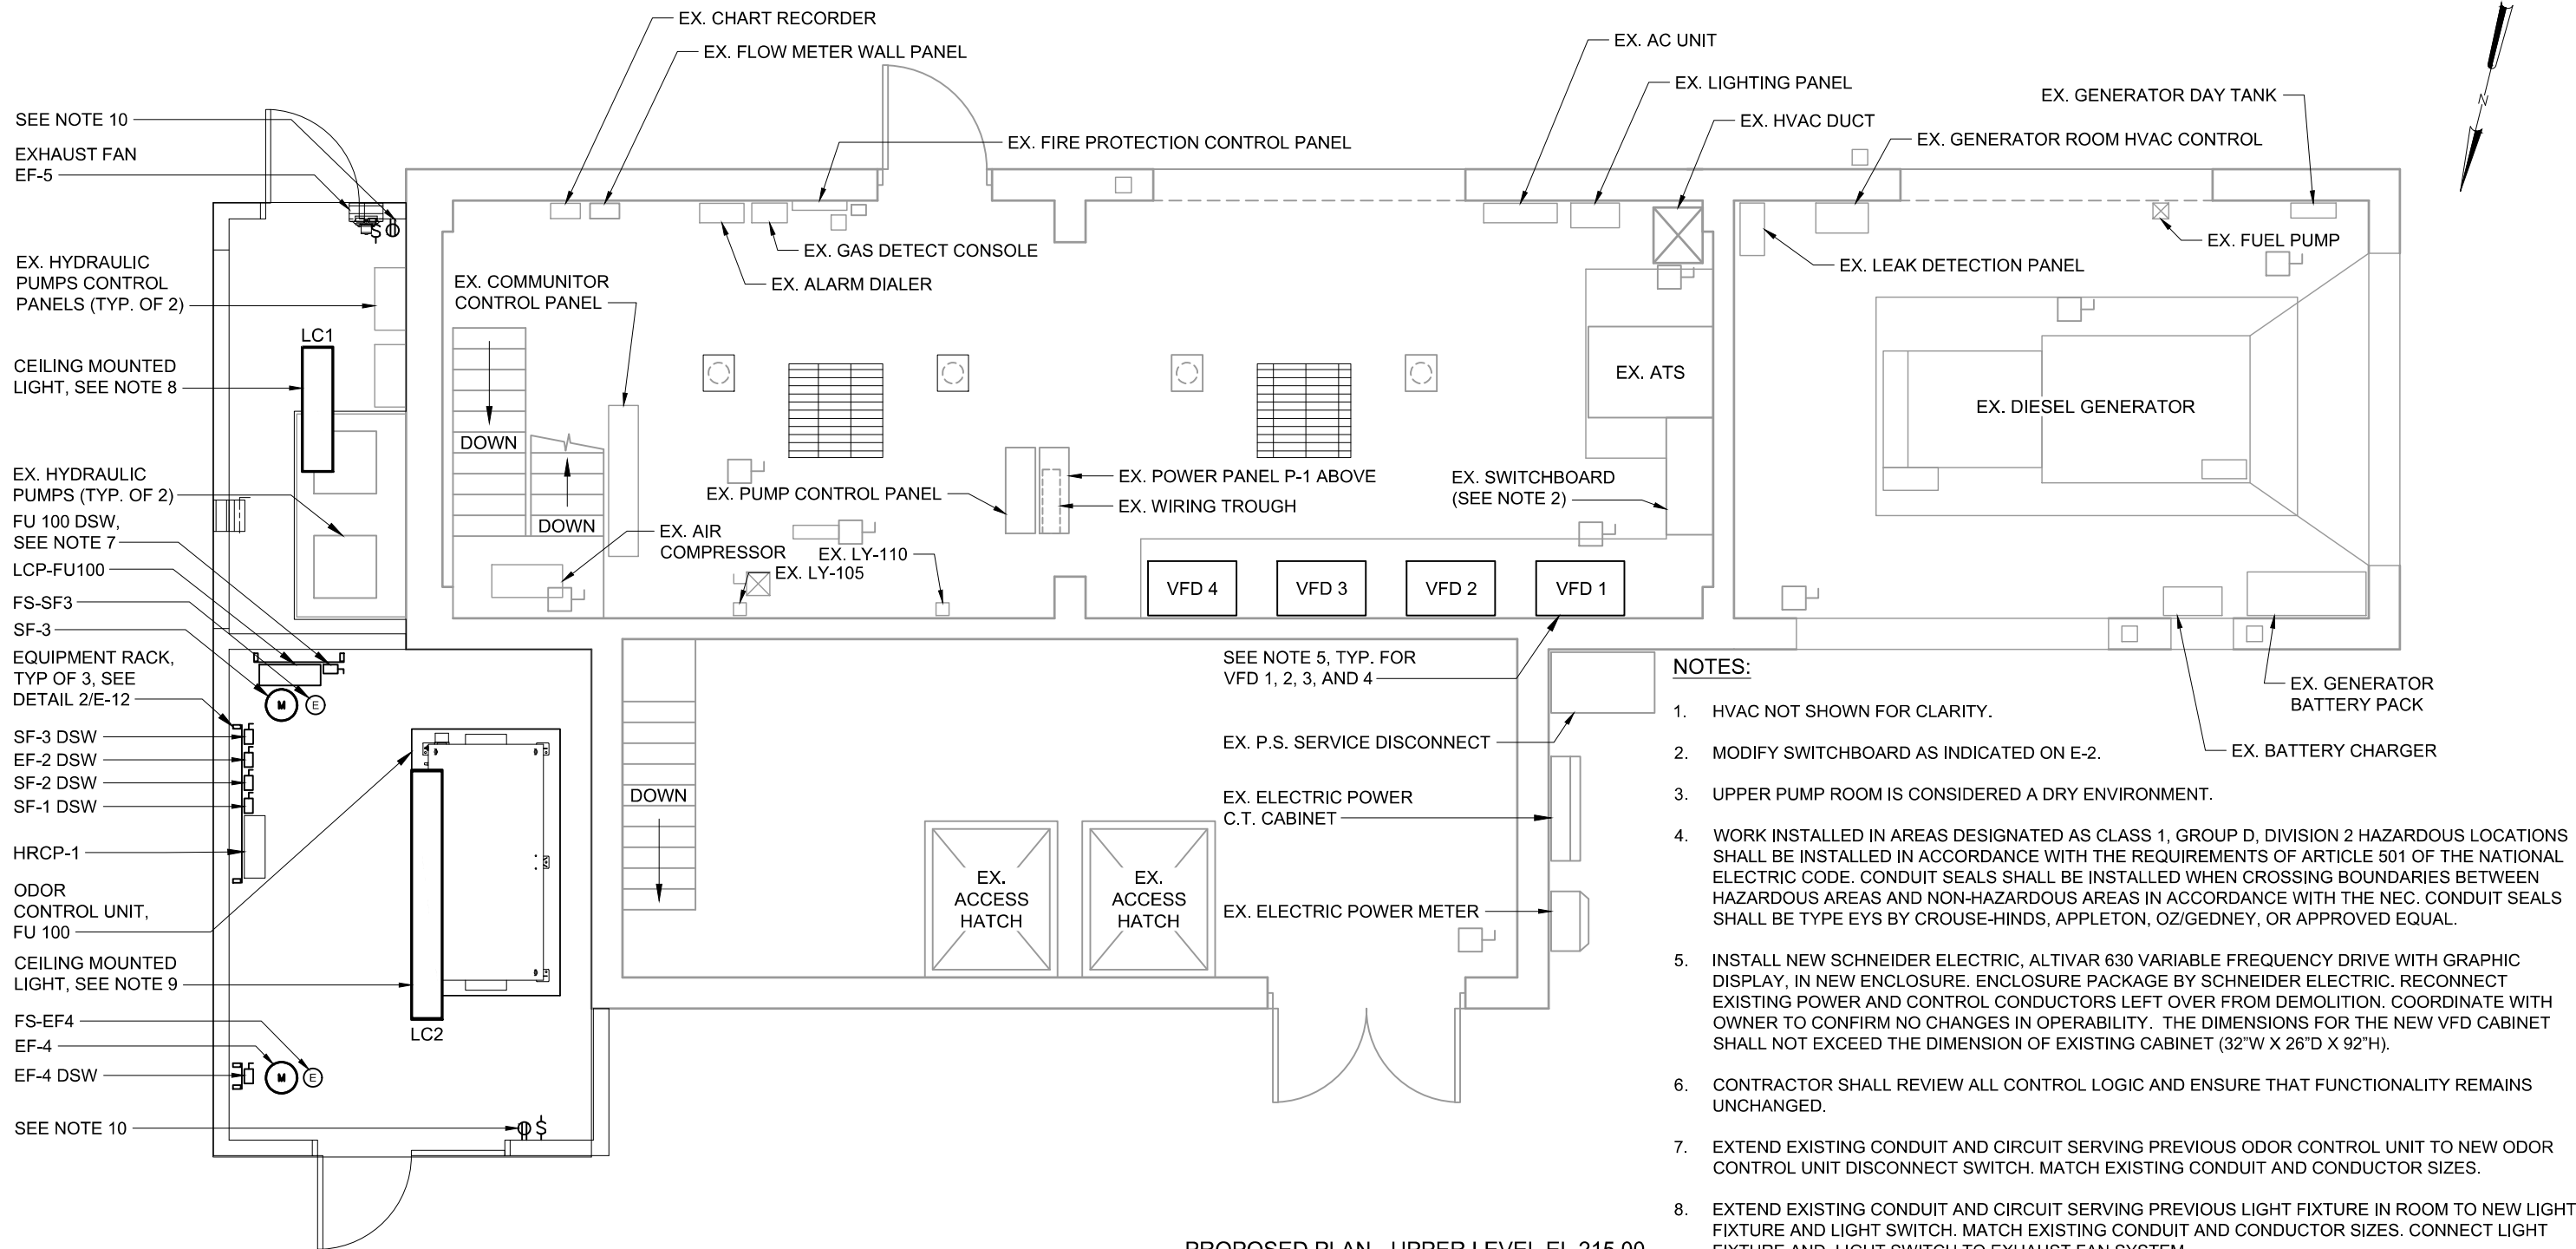 EX. CHART RECORDER
EX. FLOW METER WALL PANEL
EX. AC UNIT
EX. LIGHTING PANEL
EX. GENERATOR DAY TANK
EX. HVAC DUCT
EX. GENERATOR ROOM HVAC CONTROL
EX. FIRE PROTECTION CONTROL PANEL
N
SEE NOTE 10
EXHAUST FAN
EF-5
$
EX. HYDRAULIC
PUMPS CONTROL
PANELS (TYP. OF 2)
LC1
CEILING MOUNTED
LIGHT, SEE NOTE 8
EX. HYDRAULIC
PUMPS (TYP. OF 2)
FU 100 DSW,
SEE NOTE 7
LCP-FU100
FS-SF3
SF-3
EQUIPMENT RACK,
TYP OF 3, SEE
DETAIL 2/E-12
SF-3 DSW
EF-2 DSW
SF-2 DSW
SF-1 DSW
HRCP-1
ODOR
CONTROL UNIT,
FU 100
CEILING MOUNTED
LIGHT, SEE NOTE 9
FS-EF4
EF-4
EF-4 DSW
SEE NOTE 10
M
E
LC2
M
E
$
EX. GAS DETECT CONSOLE
EX. ALARM DIALER
EX. COMMUNITOR
CONTROL PANEL
DOWN
DOWN
EX. AIR
COMPRESSOR
EX. LY-110
EX. LY-105
EX. PUMP CONTROL PANEL
EX. POWER PANEL P-1 ABOVE
EX. WIRING TROUGH
EX. SWITCHBOARD
(SEE NOTE 2)
EX. ATS
VFD 4
VFD 3
VFD 2
VFD 1
EX. LEAK DETECTION PANEL
EX. FUEL PUMP
EX. DIESEL GENERATOR
EX. GENERATOR
BATTERY PACK
EX. BATTERY CHARGER
SEE NOTE 5, TYP. FOR
VFD 1, 2, 3, AND 4
EX. P.S. SERVICE DISCONNECT
EX. ELECTRIC POWER
C.T. CABINET
EX. ELECTRIC POWER METER
DOWN
EX.
ACCESS
HATCH
EX.
ACCESS
HATCH
NOTES:
1. HVAC NOT SHOWN FOR CLARITY.
2. MODIFY SWITCHBOARD AS INDICATED ON E-2.
3. UPPER PUMP ROOM IS CONSIDERED A DRY ENVIRONMENT.
4. WORK INSTALLED IN AREAS DESIGNATED AS CLASS 1, GROUP D, DIVISION 2 HAZARDOUS LOCATIONS
SHALL BE INSTALLED IN ACCORDANCE WITH THE REQUIREMENTS OF ARTICLE 501 OF THE NATIONAL
ELECTRIC CODE. CONDUIT SEALS SHALL BE INSTALLED WHEN CROSSING BOUNDARIES BETWEEN
HAZARDOUS AREAS AND NON-HAZARDOUS AREAS IN ACCORDANCE WITH THE NEC. CONDUIT SEALS
SHALL BE TYPE EYS BY CROUSE-HINDS, APPLETON, OZ/GEDNEY, OR APPROVED EQUAL.
5. INSTALL NEW SCHNEIDER ELECTRIC, ALTIVAR 630 VARIABLE FREQUENCY DRIVE WITH GRAPHIC
DISPLAY, IN NEW ENCLOSURE. ENCLOSURE PACKAGE BY SCHNEIDER ELECTRIC. RECONNECT
EXISTING POWER AND CONTROL CONDUCTORS LEFT OVER FROM DEMOLITION. COORDINATE WITH
OWNER TO CONFIRM NO CHANGES IN OPERABILITY. THE DIMENSIONS FOR THE NEW VFD CABINET
SHALL NOT EXCEED THE DIMENSION OF EXISTING CABINET (32"W X 26"D X 92"H).
6. CONTRACTOR SHALL REVIEW ALL CONTROL LOGIC AND ENSURE THAT FUNCTIONALITY REMAINS
UNCHANGED.
7. EXTEND EXISTING CONDUIT AND CIRCUIT SERVING PREVIOUS ODOR CONTROL UNIT TO NEW ODOR
CONTROL UNIT DISCONNECT SWITCH. MATCH EXISTING CONDUIT AND CONDUCTOR SIZES.
8. EXTEND EXISTING CONDUIT AND CIRCUIT SERVING PREVIOUS LIGHT FIXTURE IN ROOM TO NEW LIGHT
FIXTURE AND LIGHT SWITCH. MATCH EXISTING CONDUIT AND CONDUCTOR SIZES. CONNECT LIGHT
FIXTURE AND LIGHT SWITCH TO EXHAUST FAN SYSTEM
PROPOSED PLAN - UPPER LEVEL EL 215.00